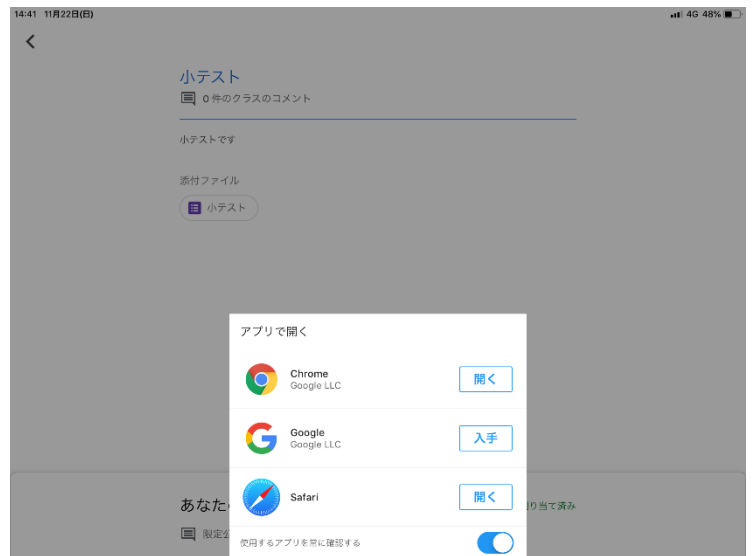 14:41 11月22日(日)
4G 48%
小テスト
0 件のクラスのコメント
小テストです
添付ファイル
小テスト
アプリで開く
Chrome
Google LLC
開く
Google
Google LLC
入手
Safari
開く
あなた
り当て済み
限定公
使用するアプリを常に確認する